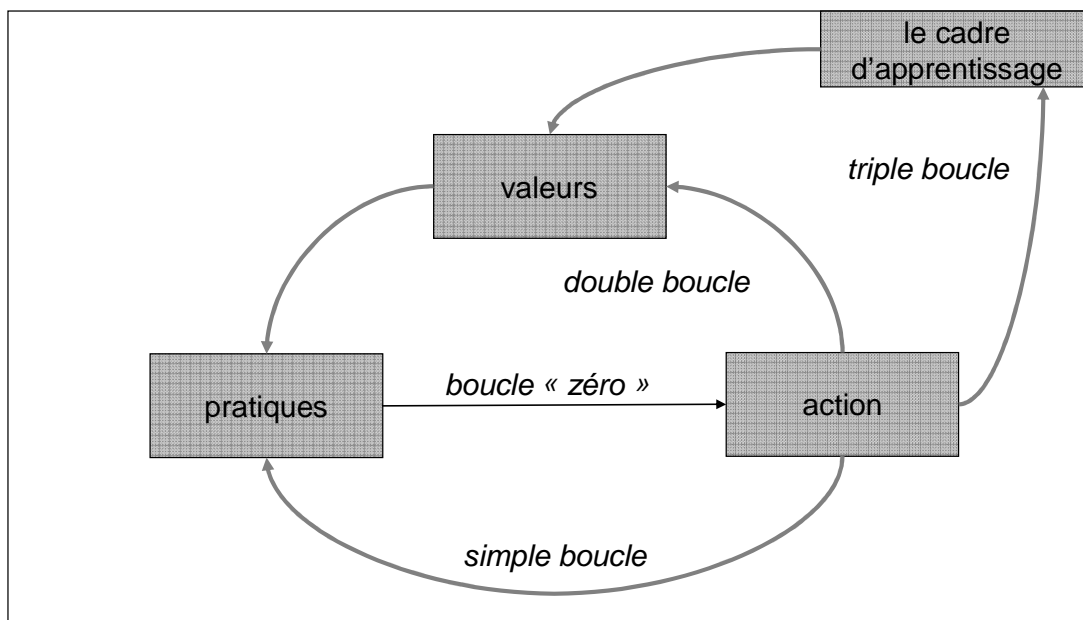 le cadre
d'apprentissage
triple boucle
valeurs
double boucle
boucle « zéro »
pratiques
action
simple boucle